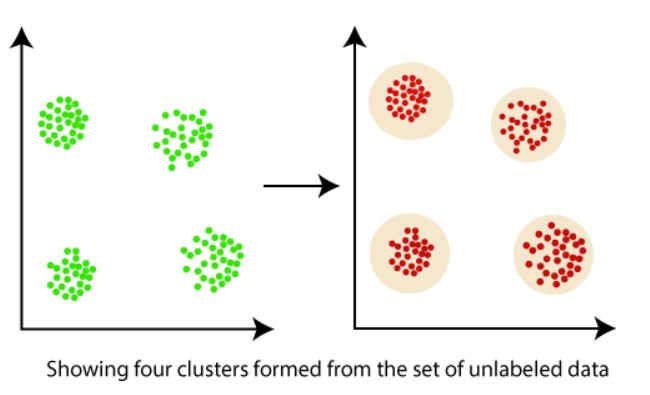 Showing four clusters formed from the set of unlabeled data